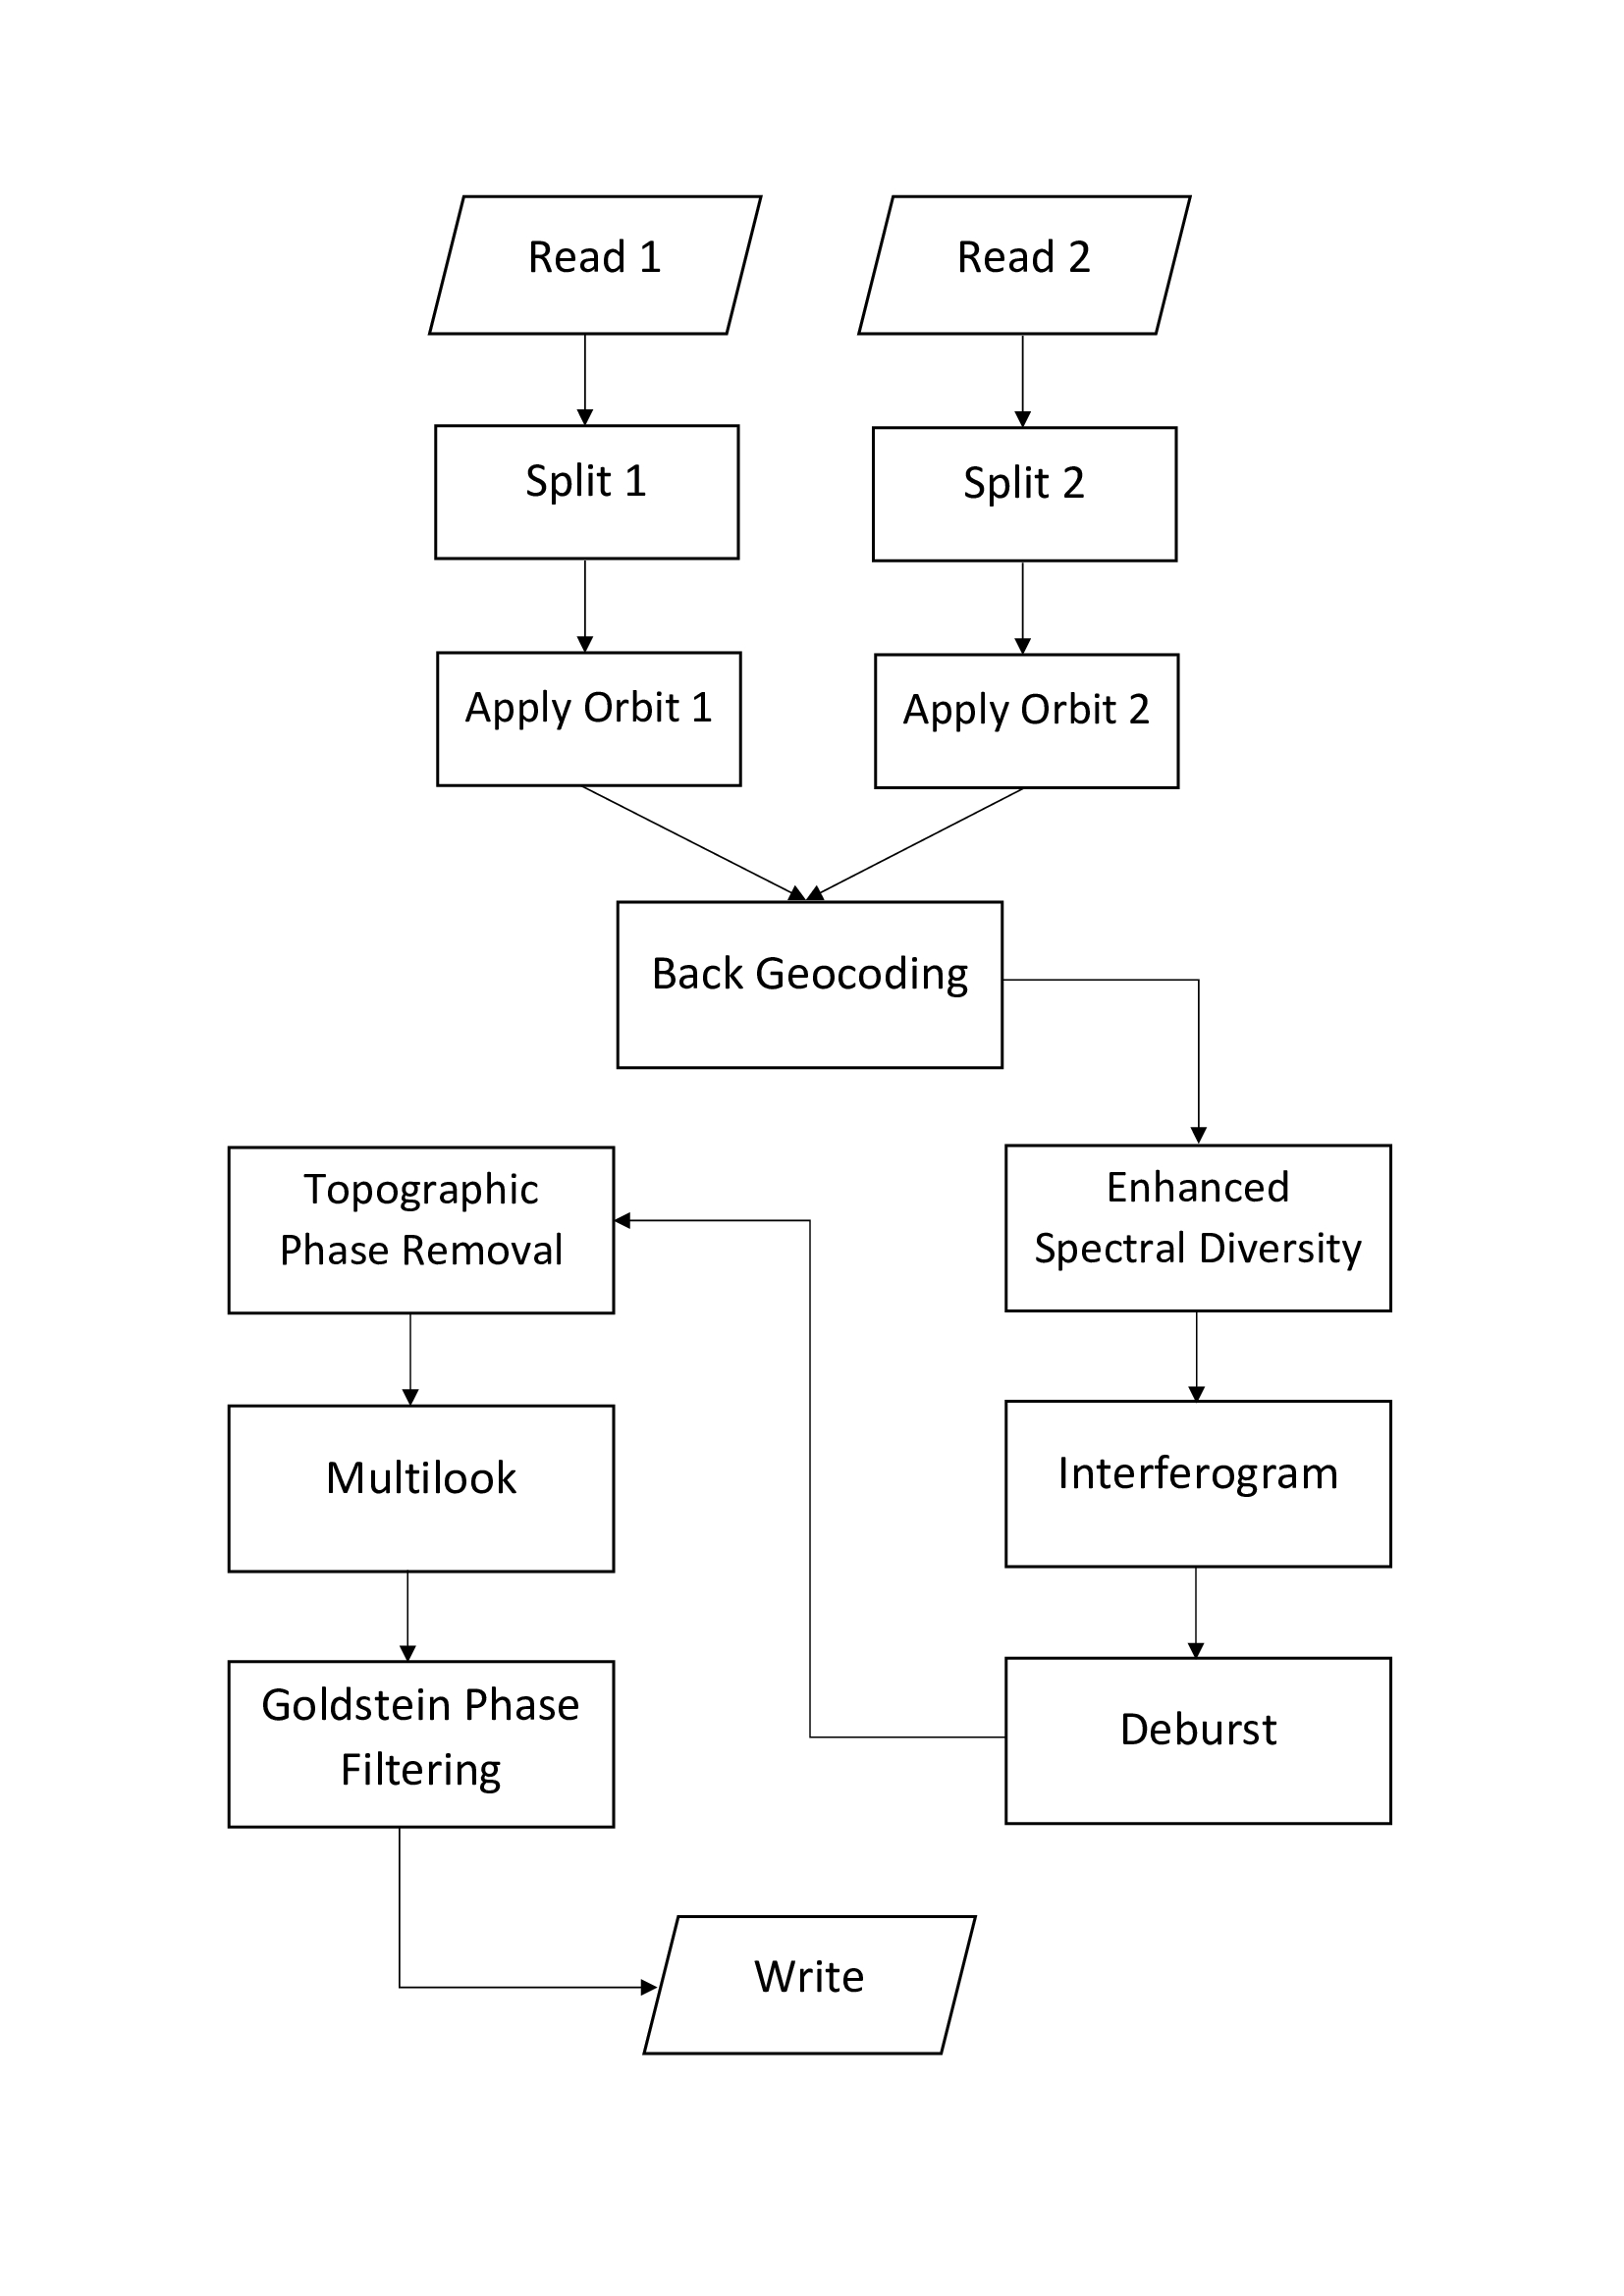 Read 1
Read 2
Split 1
Split 2
Apply Orbit 1
Apply Orbit 2
Back Geocoding
Enhanced
Spectral Diversity
Interferogram
Deburst
Topographic
Phase Removal
Multilook
Goldstein Phase
Filtering
Write